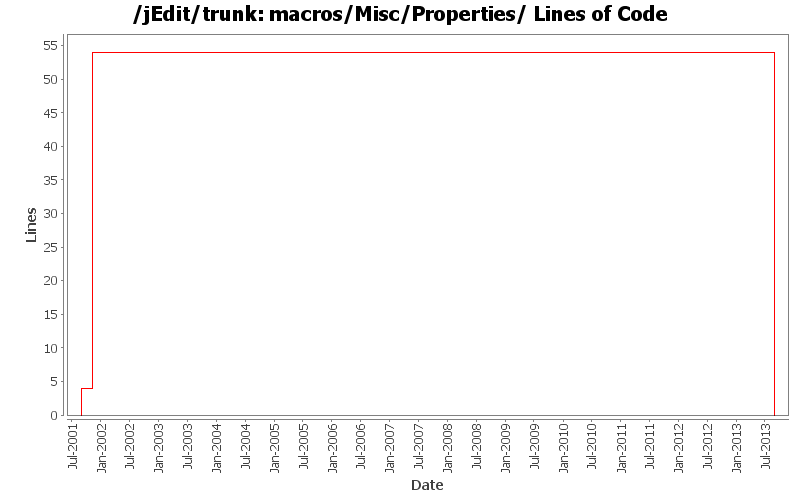 /jEdit/trunk: macros/Misc/Properties/ Lines of Code
55
50
45
40
35
30
25
20
15
10
5
0
Lines
Jul-2001
Jan-2002
Jul-2002
Jan-2003
Jul-2003
Jan-2004
Jul-2004
Jan-2005
Jul-2005
Jan-2006
Jul-2006
Jan-2007
Jul-2007
Jan-2008
Jul-2008
Jan-2009
Jul-2009
Jan-2010
Jul-2010
Jan-2011
Jul-2011
Jan-2012
Jul-2012
Jan-2013
Jul-2013
Date